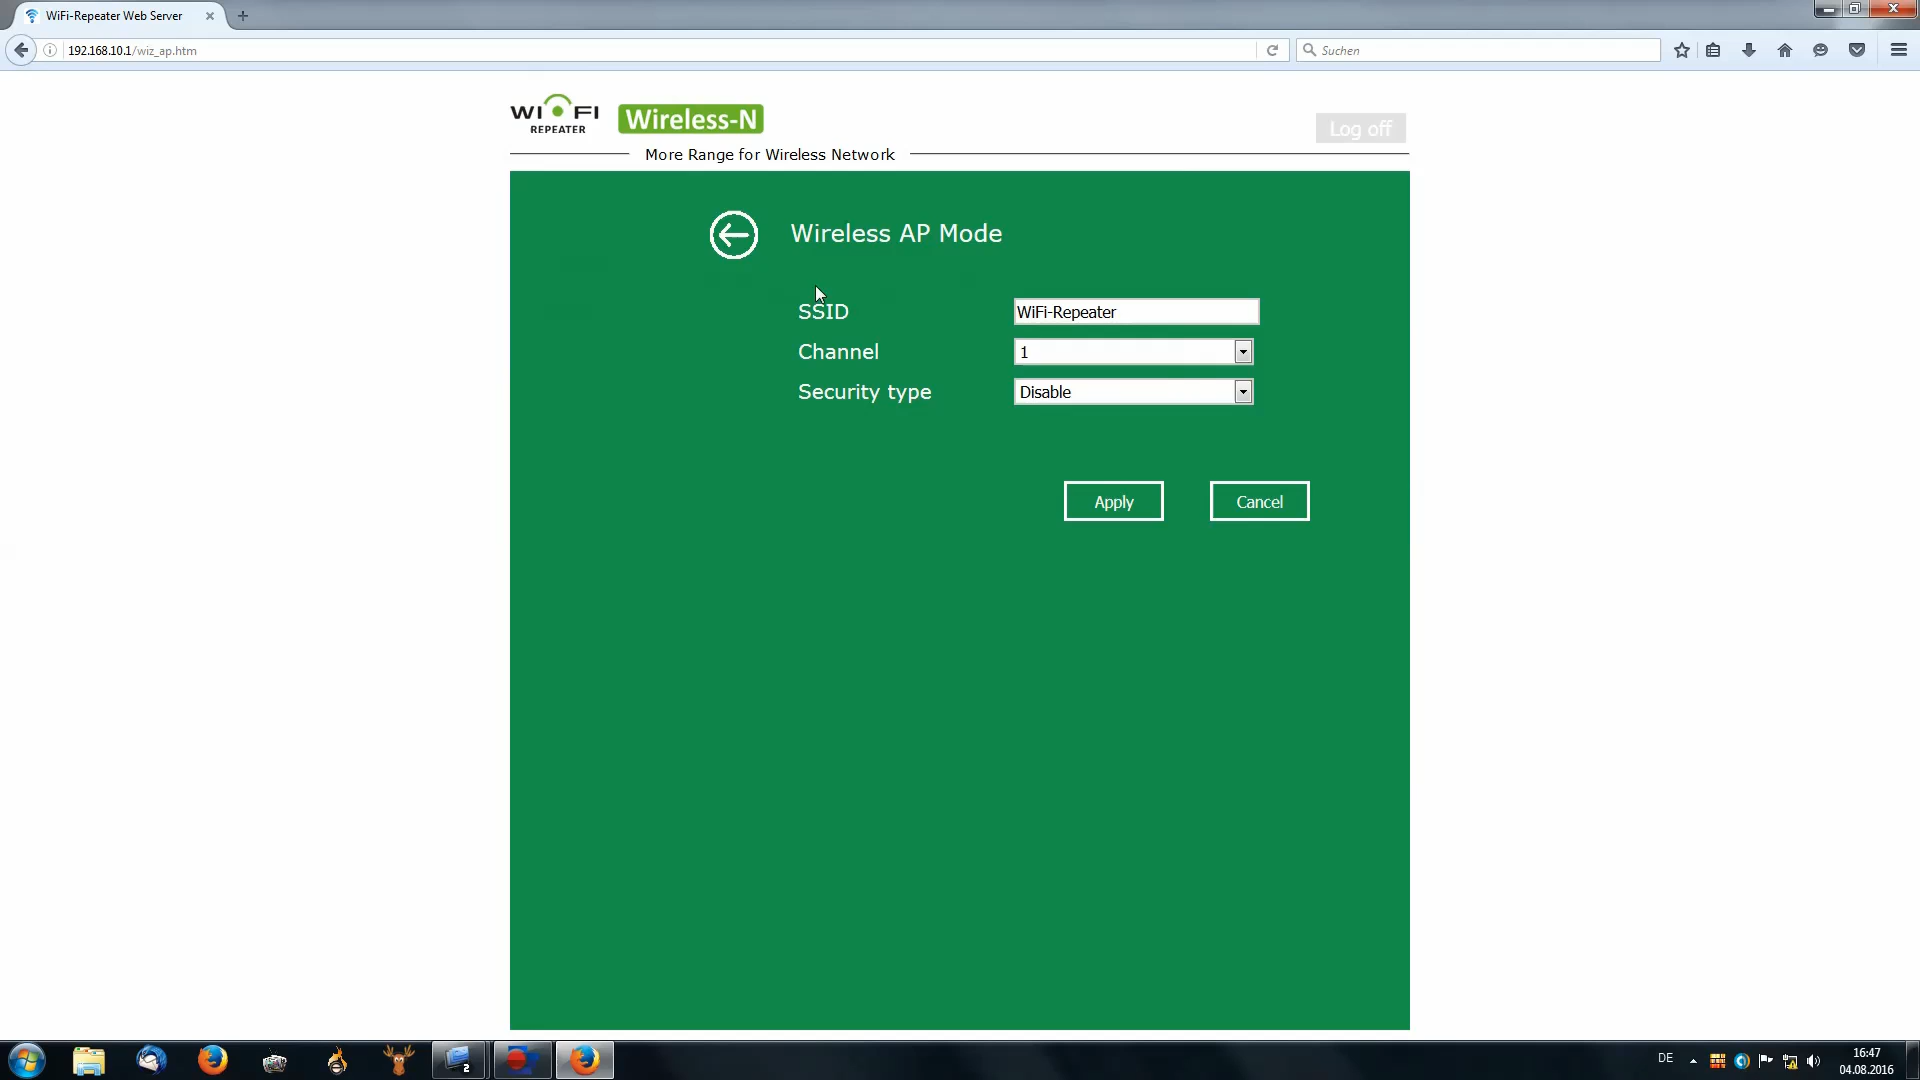 WiFi-Repeater Web Server
192.168.10.1/wiz_ap.htm
Suchen
WI FI
REPEATER
Wireless-N
Log off
More Range for Wireless Network
Wireless AP Mode
SSID
WiFi-Repeater
Channel
1
Security type
Disable
Apply
Cancel
2
DE
16:47
04.08.2016